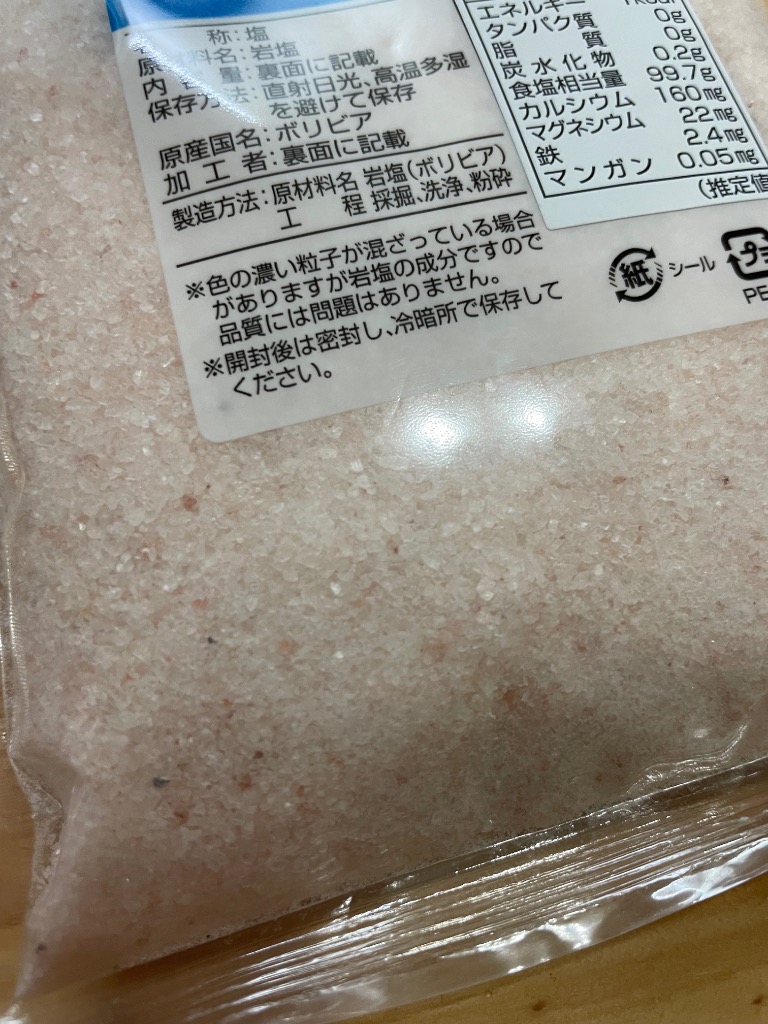 称:塩
原材料名:岩塩
内容量:裏面に記載
保存方法:直射日光、高温多湿
を避けて保存
原産国名:ボリビア
加工者:裏面に記載
製造方法:原材料名 岩塩(ボリビア)
工程 採掘、洗浄、粉砕
※色の濃い粒子が混ざっている場合
がありますが岩塩の成分ですので
品質には問題はありません。
※開封後は密封し、冷暗所で保存して
ください。
エネルギー
タンパク質 0g
脂質 0g
炭水化物 0.2g
食塩相当量 99.7g
カルシウム 160mg
マグネシウム 22mg
鉄 2.4mg
マンガン 0.05mg
(推定値
紙 シール
プラ
PE